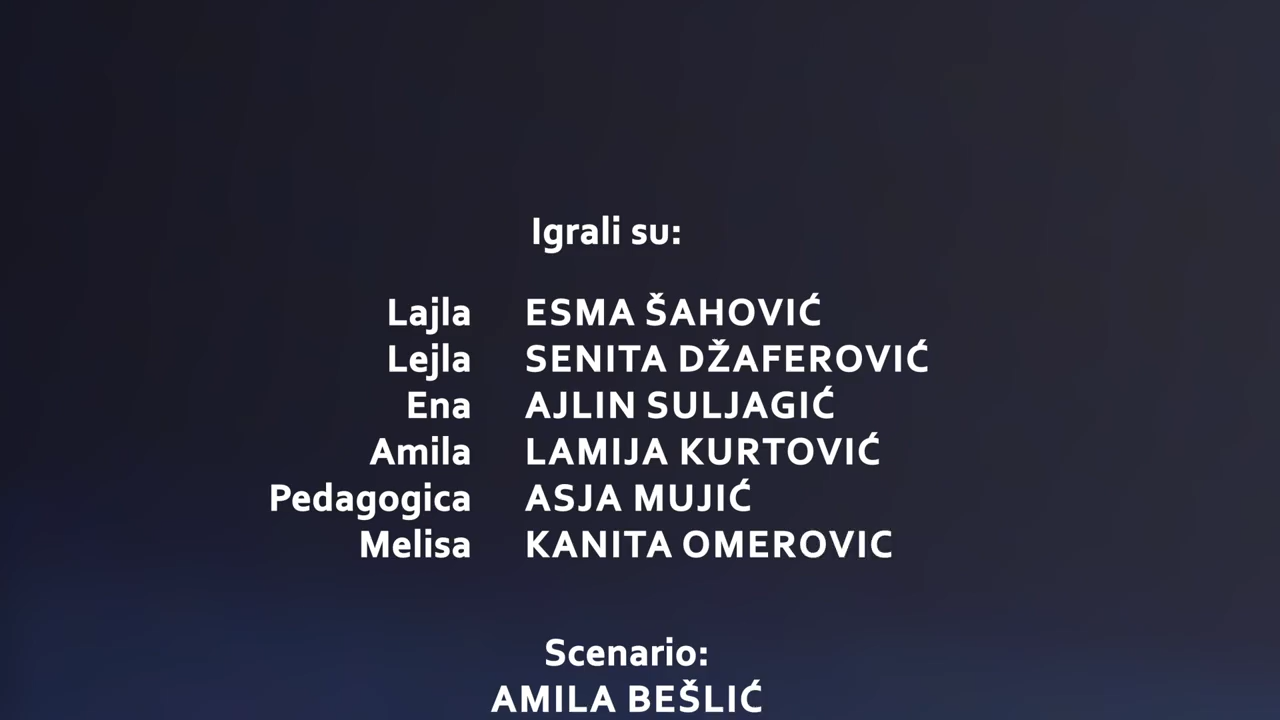 Igrali su:
Lajla ESMA ŠAHOVIĆ
Lejla SENITA DŽAFEROVIĆ
Ena AJLIN SULJAGIĆ
Amila LAMIJA KURTOVIĆ
Pedagogica ASJA MUJIĆ
Melisa KANITA OMEROVIC
Scenario:
AMILA BEŠLIĆ